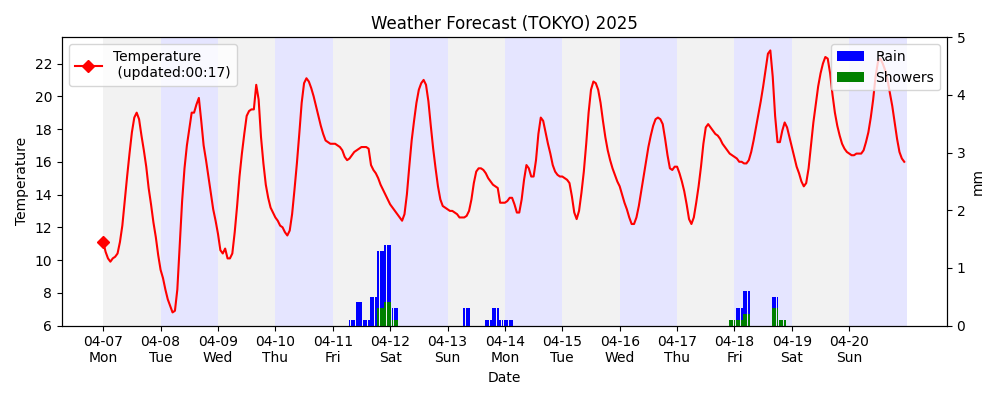 Weather Forecast (TOKYO) 2025
Temperature
(updated:00:17)
Rain
Showers
Temperature
22
20
18
16
14
12
10
8
6
5
4
3
2
1
0
mm
04-07 04-08 04-09 04-10 04-11 04-12 04-13 04-14 04-15 04-16 04-17 04-18 04-19 04-20
Mon Tue Wed Thu Fri Sat Sun Mon Tue Wed Thu Fri Sat Sun
Date